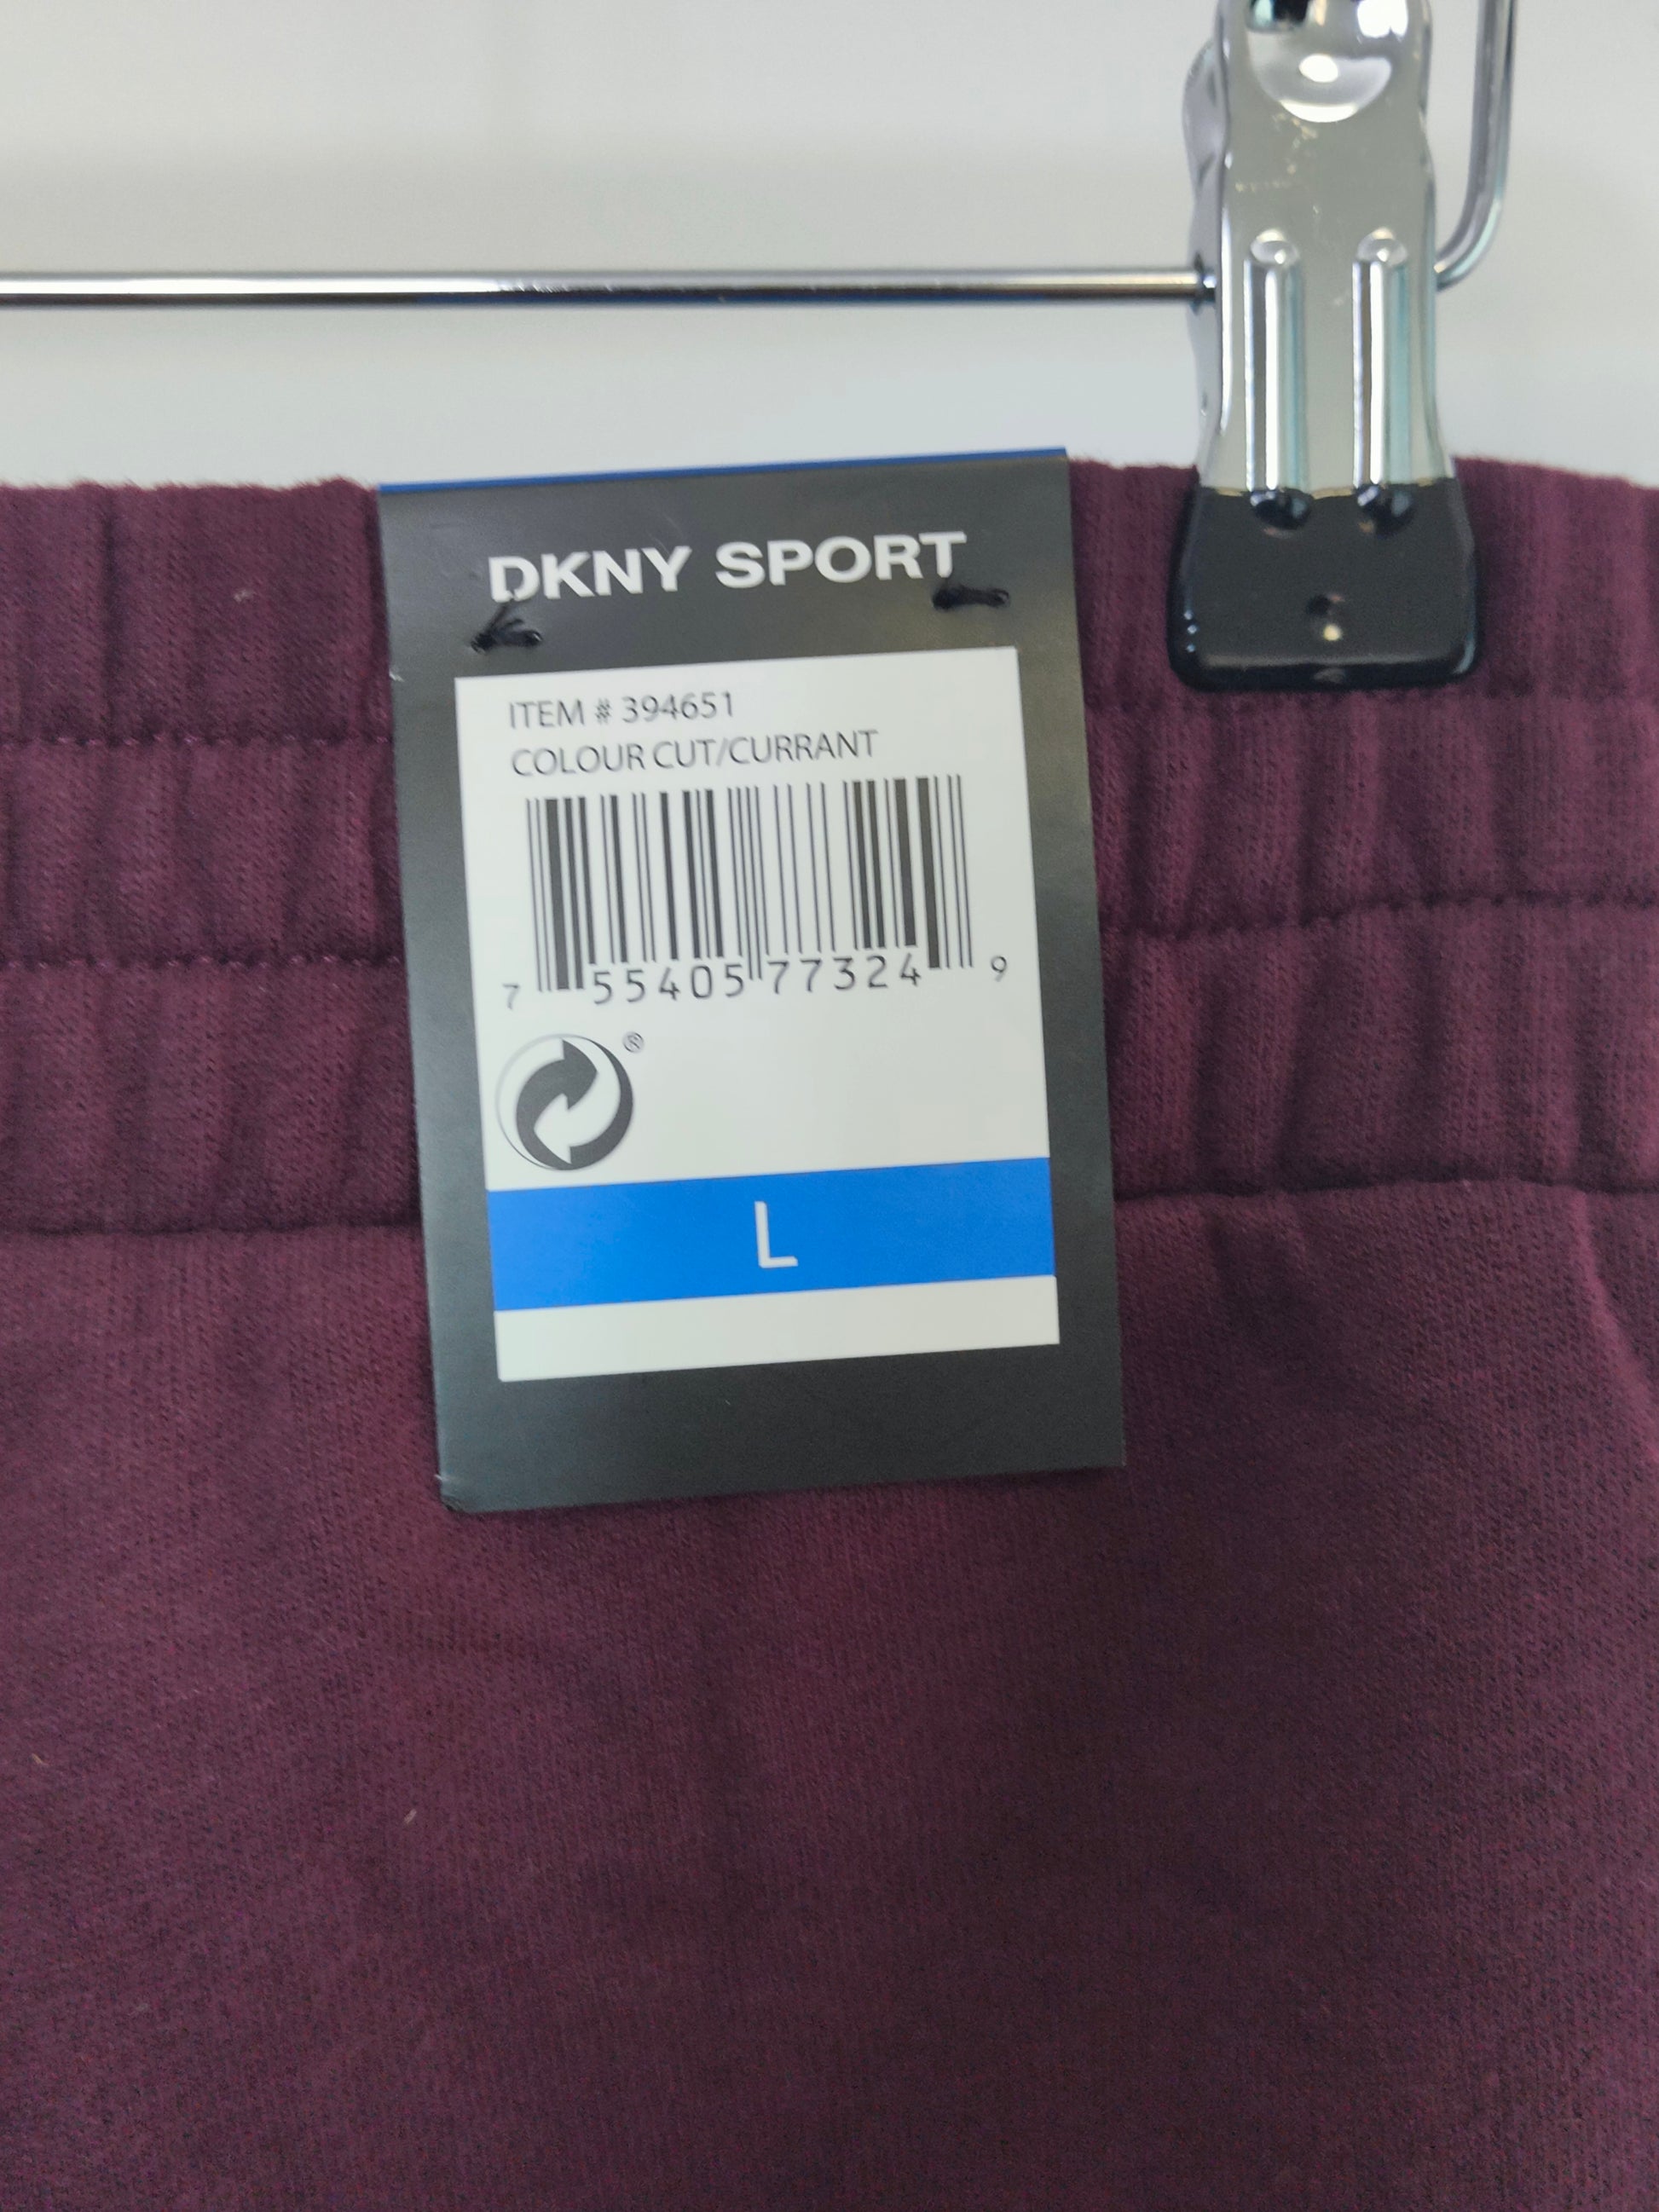 DKNY SPORT
ITEM # 394651
COLOUR CUT/CURRANT
7 55405 77324 9
®
L